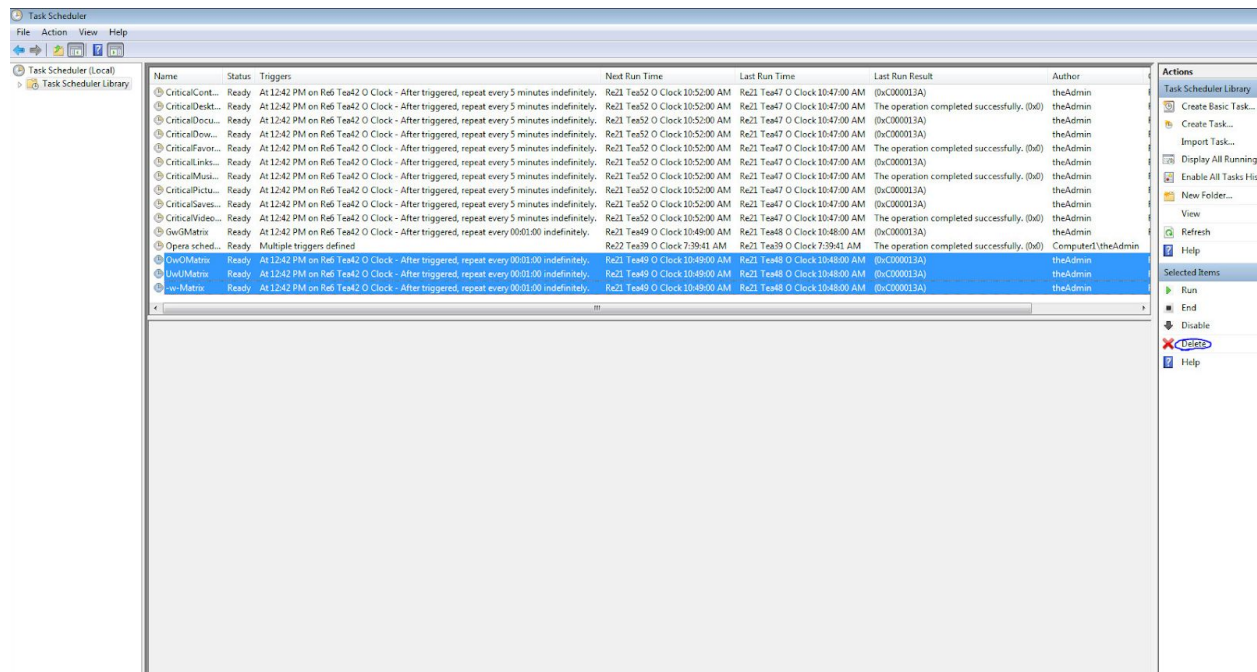 Task Scheduler
File Action View Help
Task Scheduler (Local)
Task Scheduler Library
Name Status Triggers Next Run Time Last Run Time Last Run Result Author
CriticalCont... Ready At 12:42 PM on Re6 Tea42 O Clock - After triggered, repeat every 5 minutes indefinitely. Re21 Tea52 O Clock 10:52:00 AM Re21 Tea47 O Clock 10:47:00 AM (0xC000013A) theAdmin
CriticalDeskt... Ready At 12:42 PM on Re6 Tea42 O Clock - After triggered, repeat every 5 minutes indefinitely. Re21 Tea52 O Clock 10:52:00 AM Re21 Tea47 O Clock 10:47:00 AM The operation completed successfully. (0x0) theAdmin
CriticalDocu... Ready At 12:42 PM on Re6 Tea42 O Clock - After triggered, repeat every 5 minutes indefinitely. Re21 Tea52 O Clock 10:52:00 AM Re21 Tea47 O Clock 10:47:00 AM (0xC000013A) theAdmin
CriticalDow... Ready At 12:42 PM on Re6 Tea42 O Clock - After triggered, repeat every 5 minutes indefinitely. Re21 Tea52 O Clock 10:52:00 AM Re21 Tea47 O Clock 10:47:00 AM (0xC000013A) theAdmin
CriticalFavor... Ready At 12:42 PM on Re6 Tea42 O Clock - After triggered, repeat every 5 minutes indefinitely. Re21 Tea52 O Clock 10:52:00 AM Re21 Tea47 O Clock 10:47:00 AM The operation completed successfully. (0x0) theAdmin
CriticalLinks... Ready At 12:42 PM on Re6 Tea42 O Clock - After triggered, repeat every 5 minutes indefinitely. Re21 Tea52 O Clock 10:52:00 AM Re21 Tea47 O Clock 10:47:00 AM (0xC000013A) theAdmin
CriticalMusi... Ready At 12:42 PM on Re6 Tea42 O Clock - After triggered, repeat every 5 minutes indefinitely. Re21 Tea52 O Clock 10:52:00 AM Re21 Tea47 O Clock 10:47:00 AM The operation completed successfully. (0x0) theAdmin
CriticalPictu... Ready At 12:42 PM on Re6 Tea42 O Clock - After triggered, repeat every 5 minutes indefinitely. Re21 Tea52 O Clock 10:52:00 AM Re21 Tea47 O Clock 10:47:00 AM (0xC000013A) theAdmin
CriticalSaves... Ready At 12:42 PM on Re6 Tea42 O Clock - After triggered, repeat every 5 minutes indefinitely. Re21 Tea52 O Clock 10:52:00 AM Re21 Tea47 O Clock 10:47:00 AM (0xC000013A) theAdmin
CriticalVideo... Ready At 12:42 PM on Re6 Tea42 O Clock - After triggered, repeat every 5 minutes indefinitely. Re21 Tea52 O Clock 10:52:00 AM Re21 Tea47 O Clock 10:47:00 AM The operation completed successfully. (0x0) theAdmin
GwGMatrix Ready At 12:42 PM on Re6 Tea42 O Clock - After triggered, repeat every 00:01:00 indefinitely. Re21 Tea49 O Clock 10:49:00 AM Re21 Tea48 O Clock 10:48:00 AM (0xC000013A) theAdmin
Opera sched... Ready Multiple triggers defined Re22 Tea39 O Clock 7:39:41 AM Re21 Tea39 O Clock 7:39:41 AM The operation completed successfully. (0x0) Computer1\theAdmin
OwOMatrix Ready At 12:42 PM on Re6 Tea42 O Clock - After triggered, repeat every 00:01:00 indefinitely. Re21 Tea49 O Clock 10:49:00 AM Re21 Tea48 O Clock 10:48:00 AM (0xC000013A) theAdmin
UwUMatrix Ready At 12:42 PM on Re6 Tea42 O Clock - After triggered, repeat every 00:01:00 indefinitely. Re21 Tea49 O Clock 10:49:00 AM Re21 Tea48 O Clock 10:48:00 AM (0xC000013A) theAdmin
-w-Matrix Ready At 12:42 PM on Re6 Tea42 O Clock - After triggered, repeat every 00:01:00 indefinitely. Re21 Tea49 O Clock 10:49:00 AM Re21 Tea48 O Clock 10:48:00 AM (0xC000013A) theAdmin
Actions
Task Scheduler Library
Create Basic Task...
Create Task...
Import Task...
Display All Running
Enable All Tasks His
New Folder...
View
Refresh
Help
Selected Items
Run
End
Disable
Delete
Help